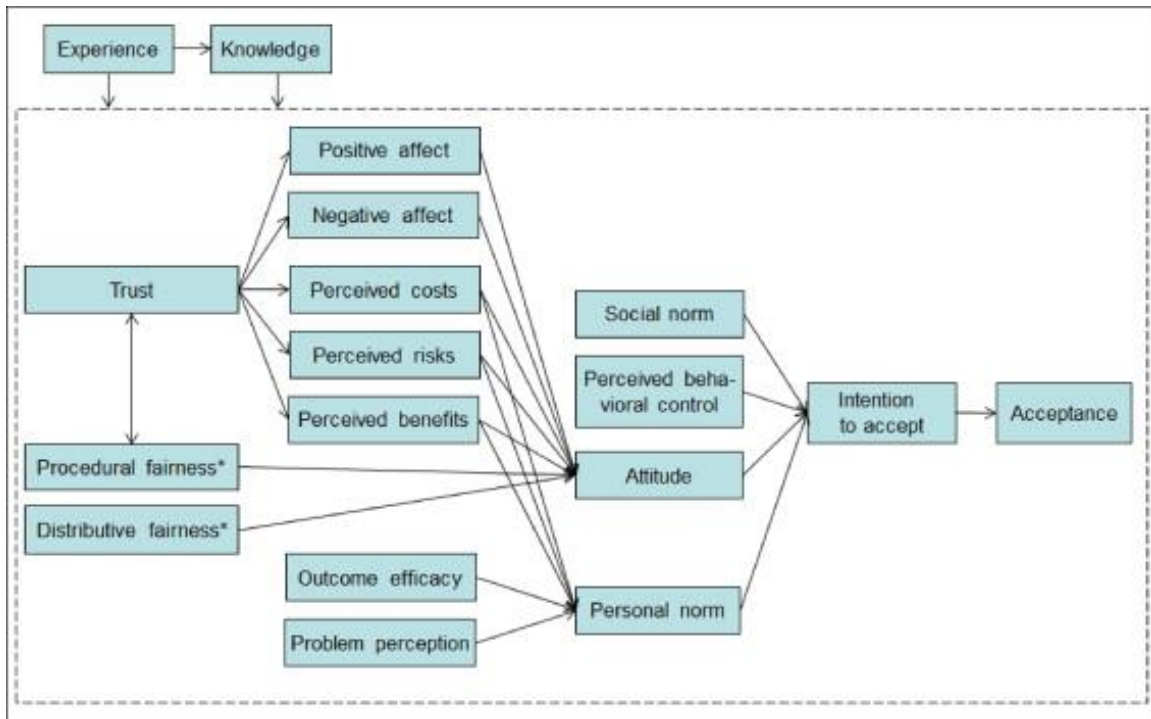 Experience
Knowledge
Positive affect
Negative affect
Trust
Perceived costs
Social norm
Perceived risks
Perceived beha-
vioral control
Intention
to accept
Acceptance
Perceived benefits
Procedural fairness*
Attitude
Distributive fairness*
Outcome efficacy
Personal norm
Problem perception